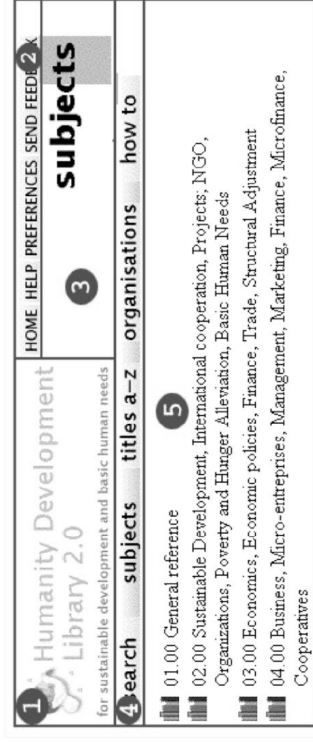 1 Humanity Development
Library 2.0
for sustainable development and basic human needs
HOME HELP PREFERENCES SEND FEEDB 2 K
3 subjects
4 earch subjects titles a–z organisations how to
5
01.00 General reference
02.00 Sustainable Development, International cooperation, Projects; NGO,
Organizations, Poverty and Hunger Alleviation, Basic Human Needs
03.00 Economics, Economic policies, Finance, Trade, Structural Adjustment
04.00 Business, Micro-entreprises, Management, Marketing, Finance, Microfinance,
Cooperatives